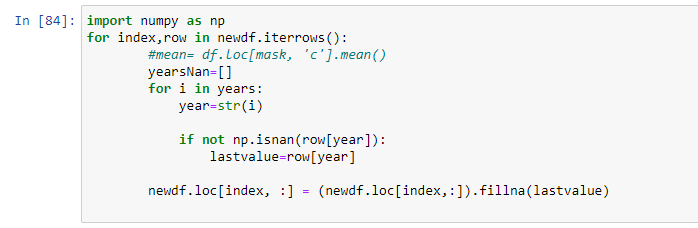 In [84]: import numpy as np
for index,row in newdf.iterrows():
        #mean= df.loc[mask, 'c'].mean()
        yearsNan=[]
        for i in years:
            year=str(i)
            if not np.isnan(row[year]):
                lastvalue=row[year]
        newdf.loc[index, :] = (newdf.loc[index,:]).fillna(lastvalue)